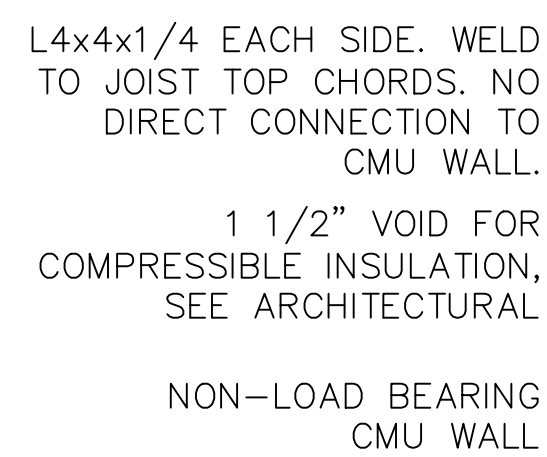 L4x4x1/4 EACH SIDE. WELD
TO JOIST TOP CHORDS. NO
DIRECT CONNECTION TO
CMU WALL.
1 1/2" VOID FOR
COMPRESSIBLE INSULATION,
SEE ARCHITECTURAL
NON-LOAD BEARING
CMU WALL